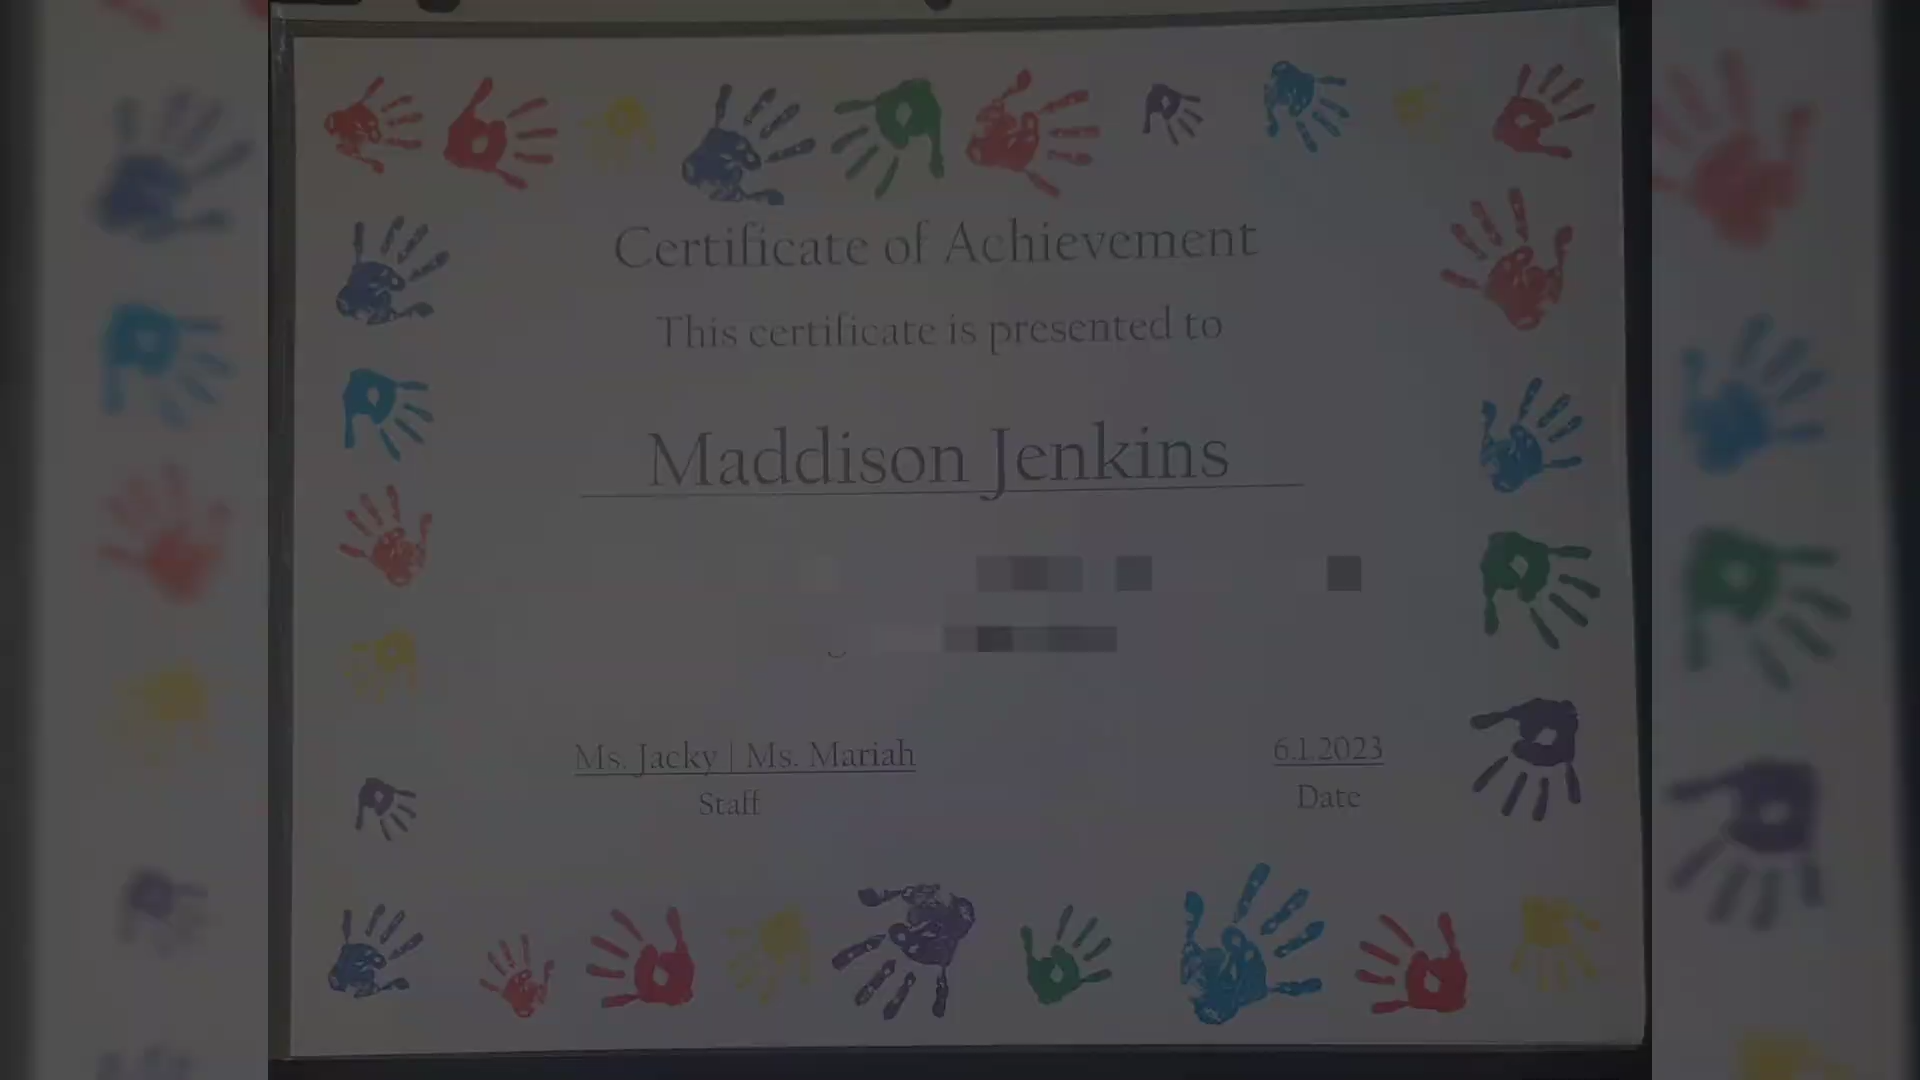 Certificate of Achievement
This certificate is presented to
Maddison Jenkins
Ms. Jacky | Ms. Mariah
Staff
6.1.2023
Date